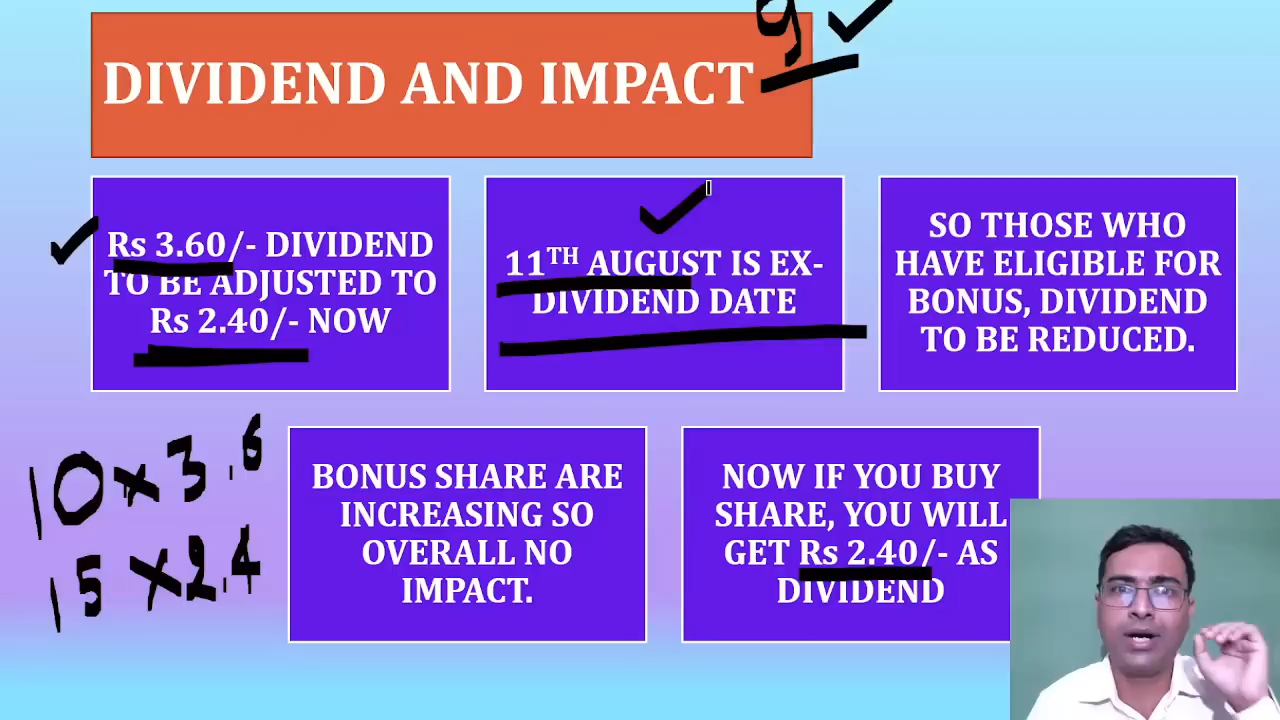 9
DIVIDEND AND IMPACT
Rs 3.60/- DIVIDEND
TO BE ADJUSTED TO
Rs 2.40/- NOW
11TH AUGUST IS EX-
DIVIDEND DATE
SO THOSE WHO
HAVE ELIGIBLE FOR
BONUS, DIVIDEND
TO BE REDUCED.
10×3.6
15×2.4
BONUS SHARE ARE
INCREASING SO
OVERALL NO
IMPACT.
NOW IF YOU BUY
SHARE, YOU WILL
GET Rs 2.40/- AS
DIVIDEND